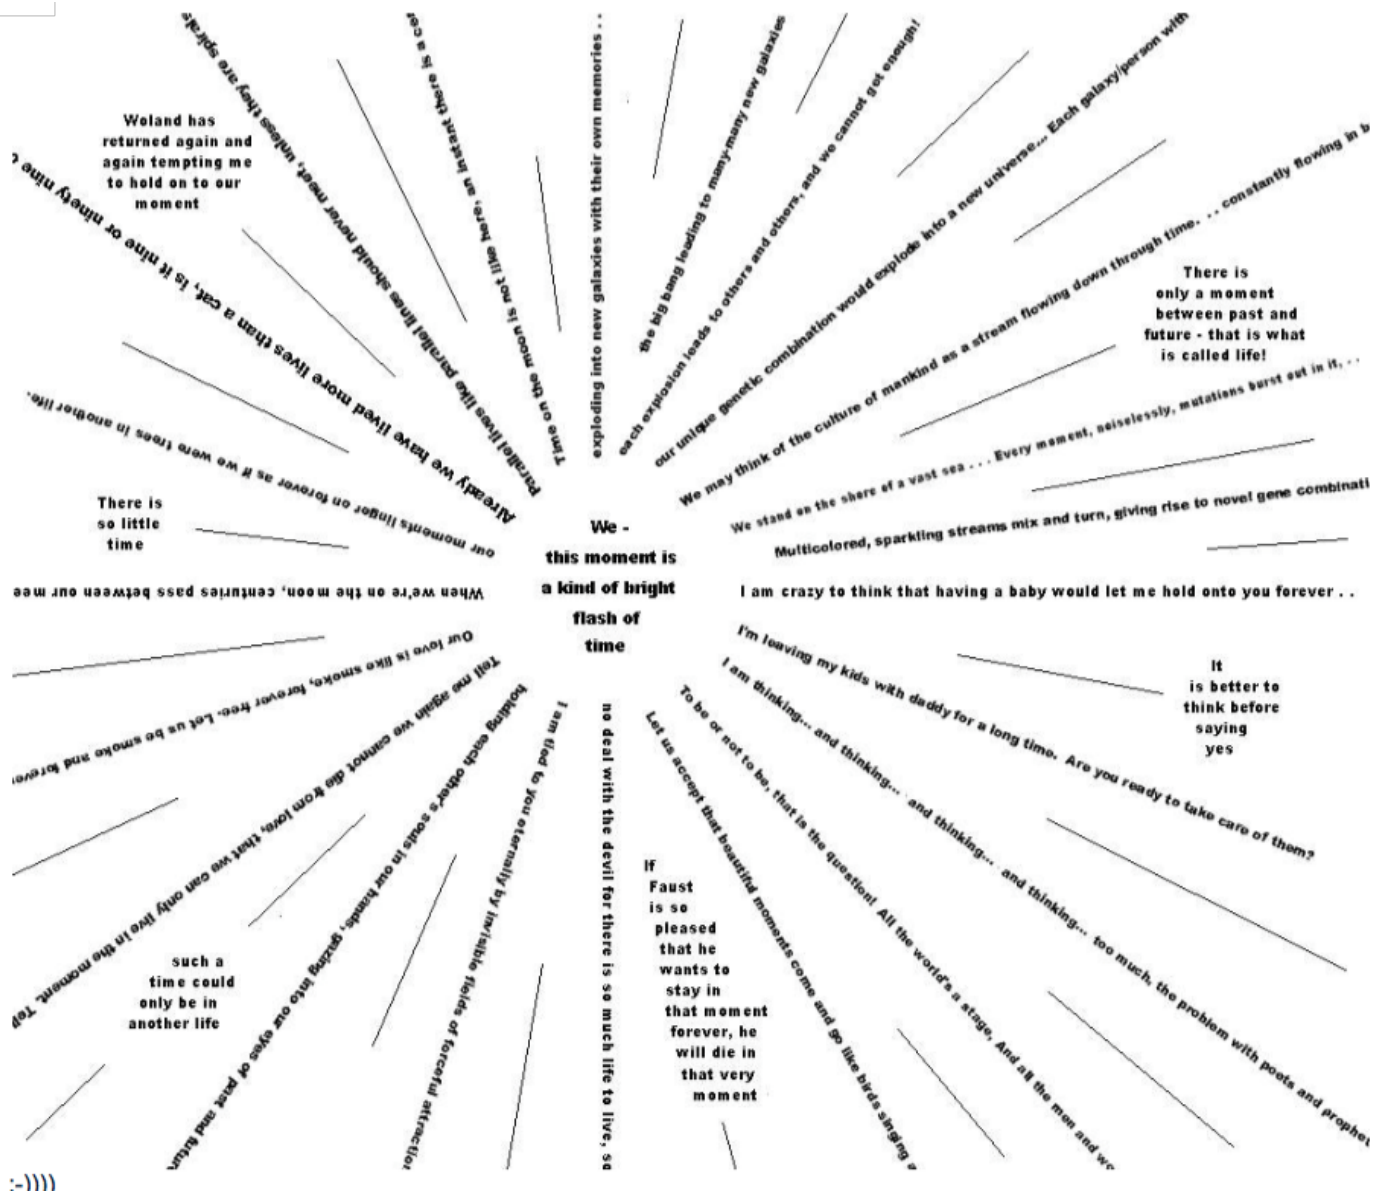 We -
this moment is
a kind of bright
flash of
time
exploding into new galaxies with their own memories . .
the big bang leading to many-many new galaxies
each explosion leads to others and others, and we cannot get enough!
our unique genetic combination would explode into a new universe... Each galaxy/person with
We may think of the culture of mankind as a stream flowing down through time. . . constantly flowing in b
There is
only a moment
between past and
future - that is what
is called life!
We stand on the shore of a vast sea . . . Every moment, noiselessly, mutations burst out in it, . .
Multicolored, sparkling streams mix and turn, giving rise to novel gene combinati
I am crazy to think that having a baby would let me hold onto you forever . .
I'm leaving my kids with daddy for a long time. Are you ready to take care of them?
It
is better to
think before
saying
yes
I am thinking... and thinking... and thinking... and thinking... too much, the problem with poets and prophet
To be or not to be, that is the question! All the world's a stage, And all the men and wo
Let us accept that beautiful moments come and go like birds singing a
If
Faust
is so
pleased
that he
wants to
stay in
that moment
forever, he
will die in
that very
moment
no deal with the devil for there is so much life to live, so
I am tied to you eternally by invisible fields of forceful attraction
holding each other's souls in our hands, gazing into our eyes of past and futur
such a
time could
only be in
another life
Tell me again we cannot die from love, that we can only live in the moment. Tell
Our love is like smoke, forever free. Let us be smoke and forever
When we're on the moon, centuries pass between our mee
There is
so little
time
our moments linger on forever as if we were trees in another life.
Already we have lived more lives than a cat, is it nine or ninety nine o
Woland has
returned again and
again tempting me
to hold on to our
moment
Parallel lives like parallel lines should never meet, unless they are spirals
Time on the moon is not like here, an instant there is a cen
:-))))